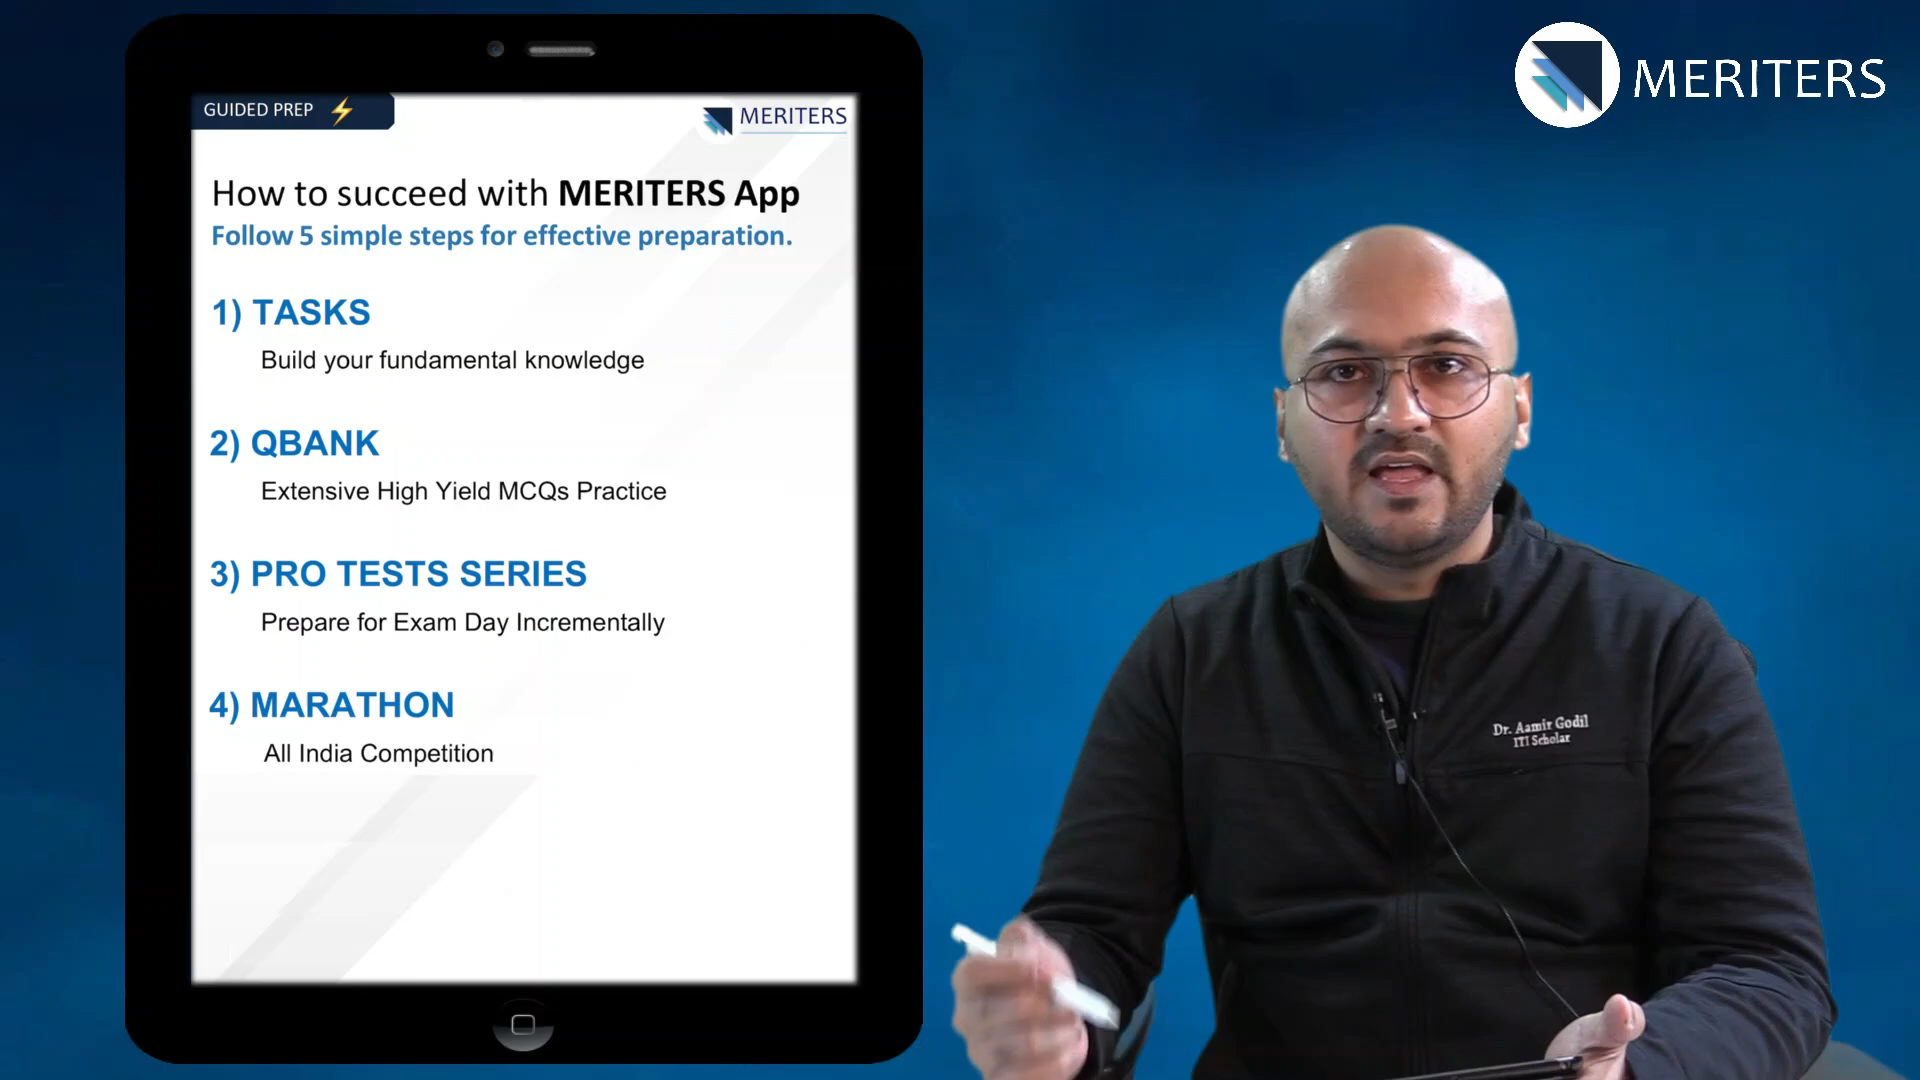 GUIDED PREP
MERITERS
How to succeed with MERITERS App
Follow 5 simple steps for effective preparation.
1) TASKS
Build your fundamental knowledge
2) QBANK
Extensive High Yield MCQs Practice
3) PRO TESTS SERIES
Prepare for Exam Day Incrementally
4) MARATHON
All India Competition
MERITERS
Dr. Aamir Godil
ITI Scholar